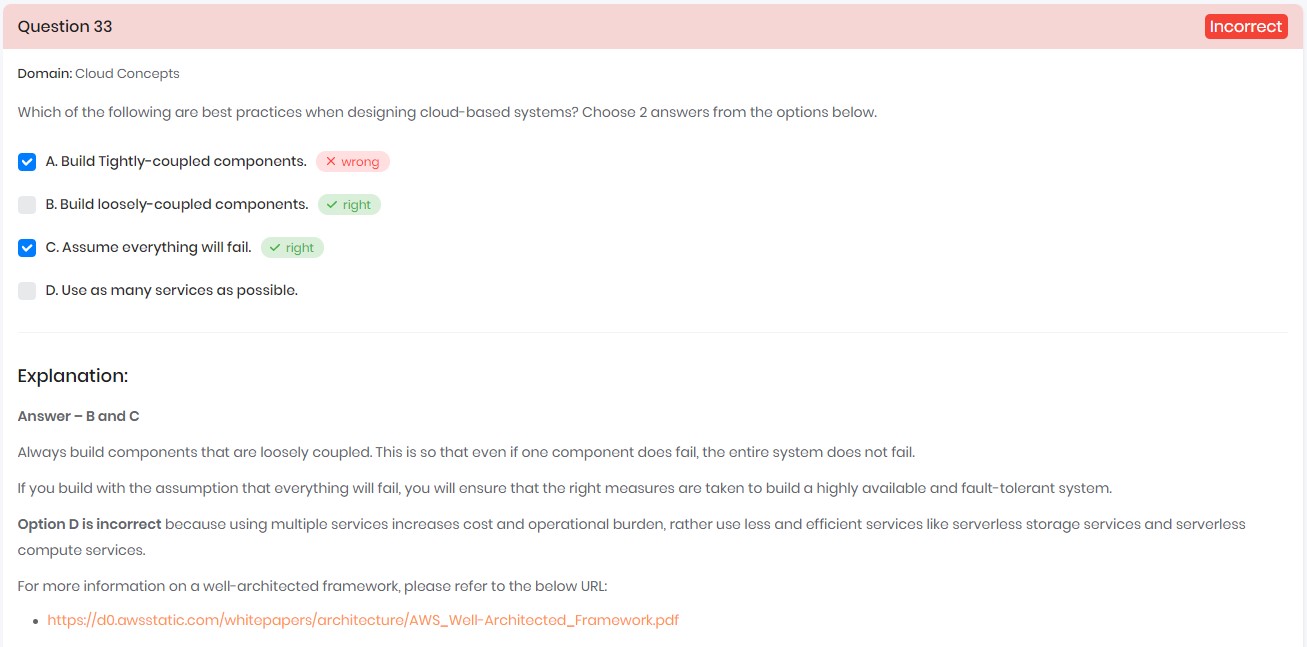 Question 33
Incorrect
Domain: Cloud Concepts
Which of the following are best practices when designing cloud-based systems? Choose 2 answers from the options below.
A. Build Tightly-coupled components. wrong
B. Build loosely-coupled components. right
C. Assume everything will fail. right
D. Use as many services as possible.
Explanation:
Answer – B and C
Always build components that are loosely coupled. This is so that even if one component does fail, the entire system does not fail.
If you build with the assumption that everything will fail, you will ensure that the right measures are taken to build a highly available and fault-tolerant system.
Option D is incorrect because using multiple services increases cost and operational burden, rather use less and efficient services like serverless storage services and serverless
compute services.
For more information on a well-architected framework, please refer to the below URL:
https://d0.awsstatic.com/whitepapers/architecture/AWS_Well-Architected_Framework.pdf